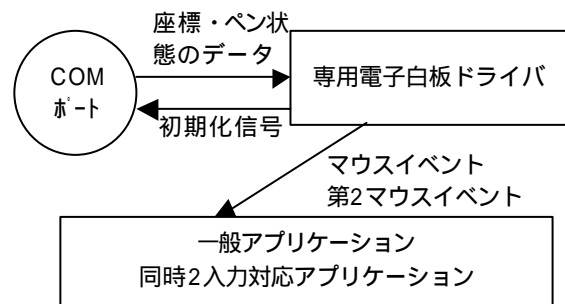 座標・ペン状
態のデータ
COM
ﾎﾟｰﾄ
専用電子白板ドライバ
初期化信号
マウスイベント
第2マウスイベント
一般アプリケーション
同時2入力対応アプリケーション